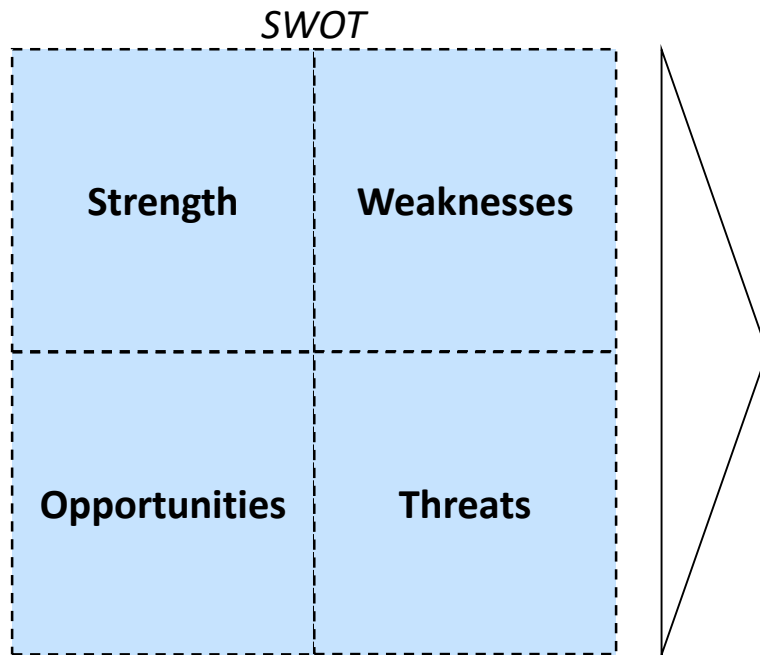 SWOT
Strength
Weaknesses
Opportunities
Threats